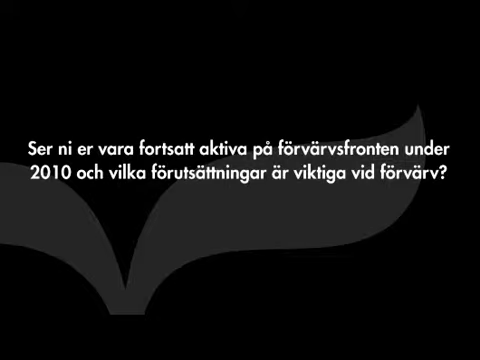 Ser ni er vara fortsatt aktiva på förvärvsfronten under
2010 och vilka förutsättningar är viktiga vid förvärv?